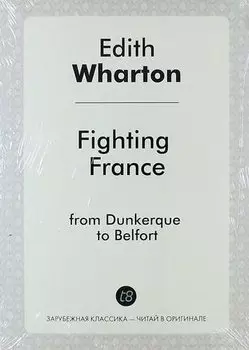 Edith
Wharton
Fighting
France
from Dunkerque
to Belfort
t8
ЗАРУБЕЖНАЯ КЛАССИКА — ЧИТАЙ В ОРИГИНАЛЕ